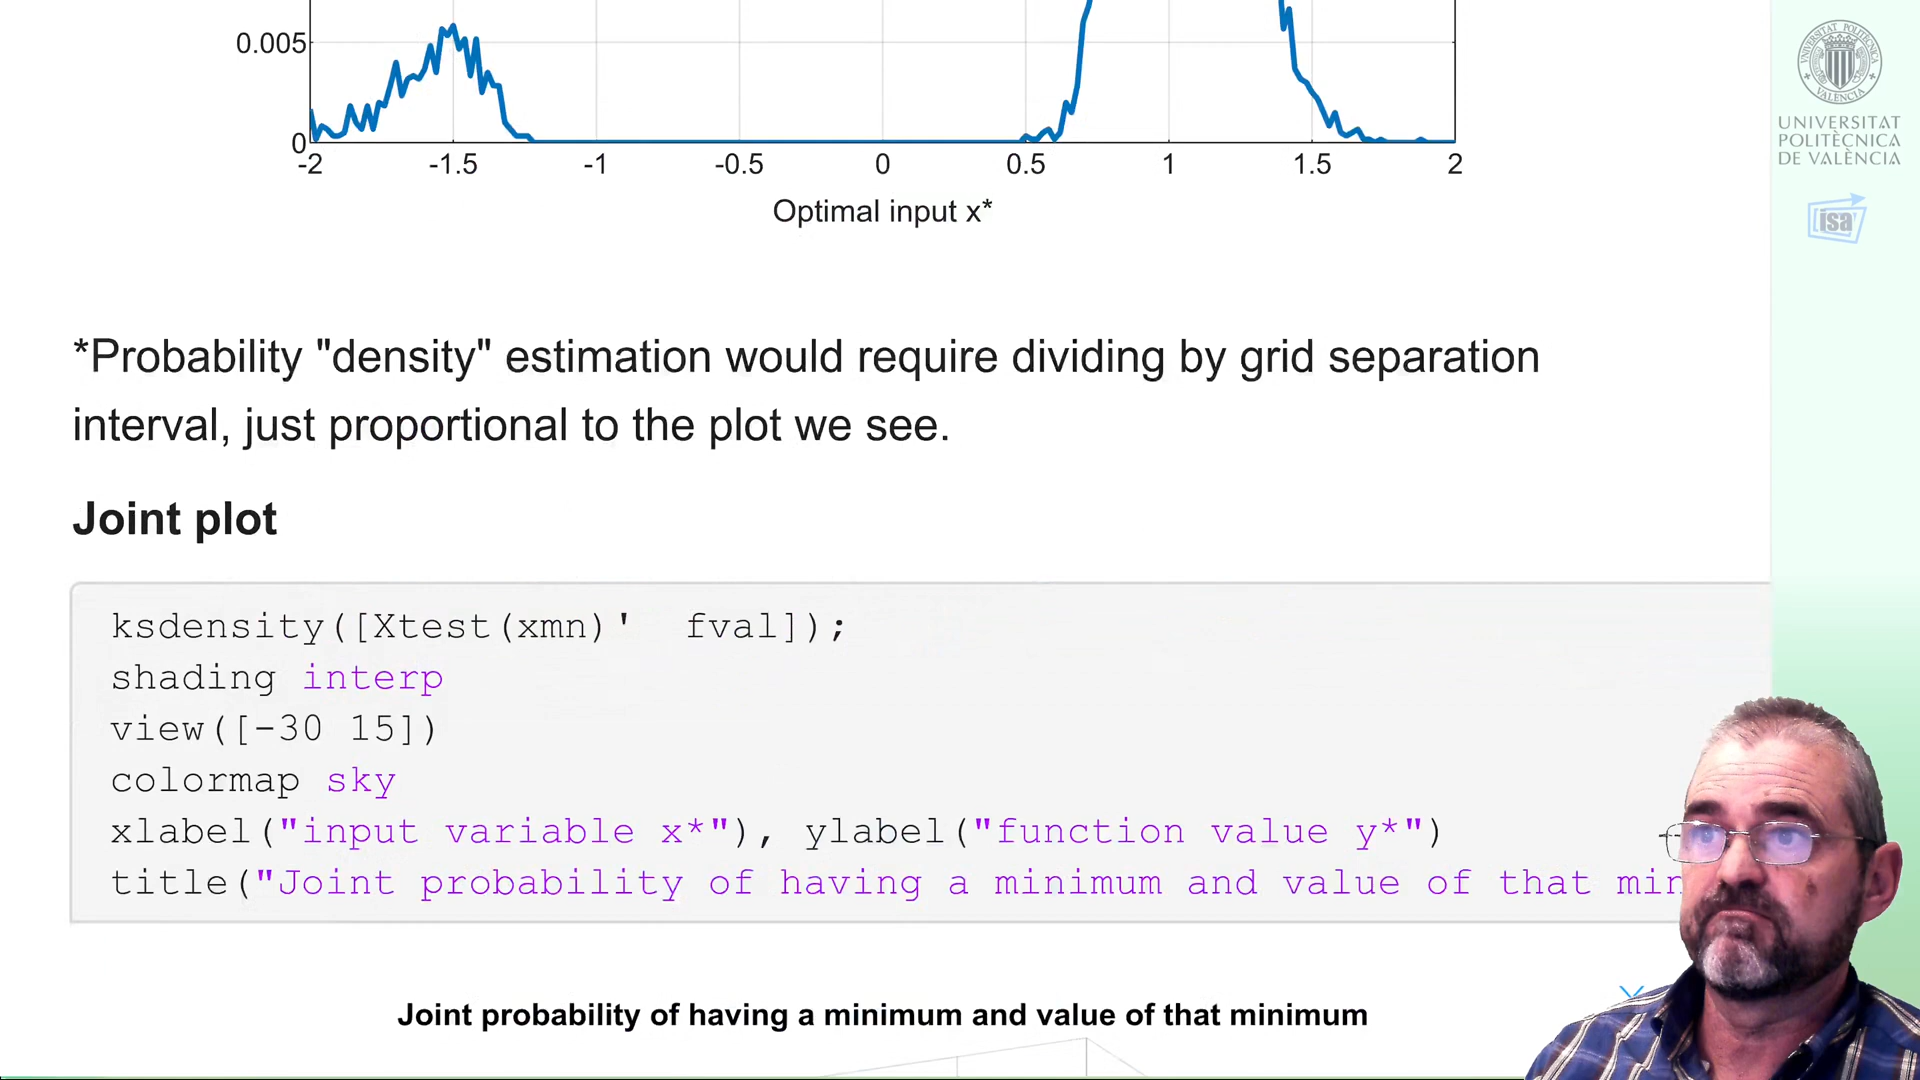 0.005
0
-2 -1.5 -1 -0.5 0 0.5 1 1.5 2
Optimal input x*
UNIVERSITAT POLITÈCNICA DE VALÈNCIA
isa
*Probability "density" estimation would require dividing by grid separation
interval, just proportional to the plot we see.
Joint plot
ksdensity([Xtest(xmn)'  fval]);
shading interp
view([-30 15])
colormap sky
xlabel("input variable x*"), ylabel("function value y*")
title("Joint probability of having a minimum and value of that min
Joint probability of having a minimum and value of that minimum